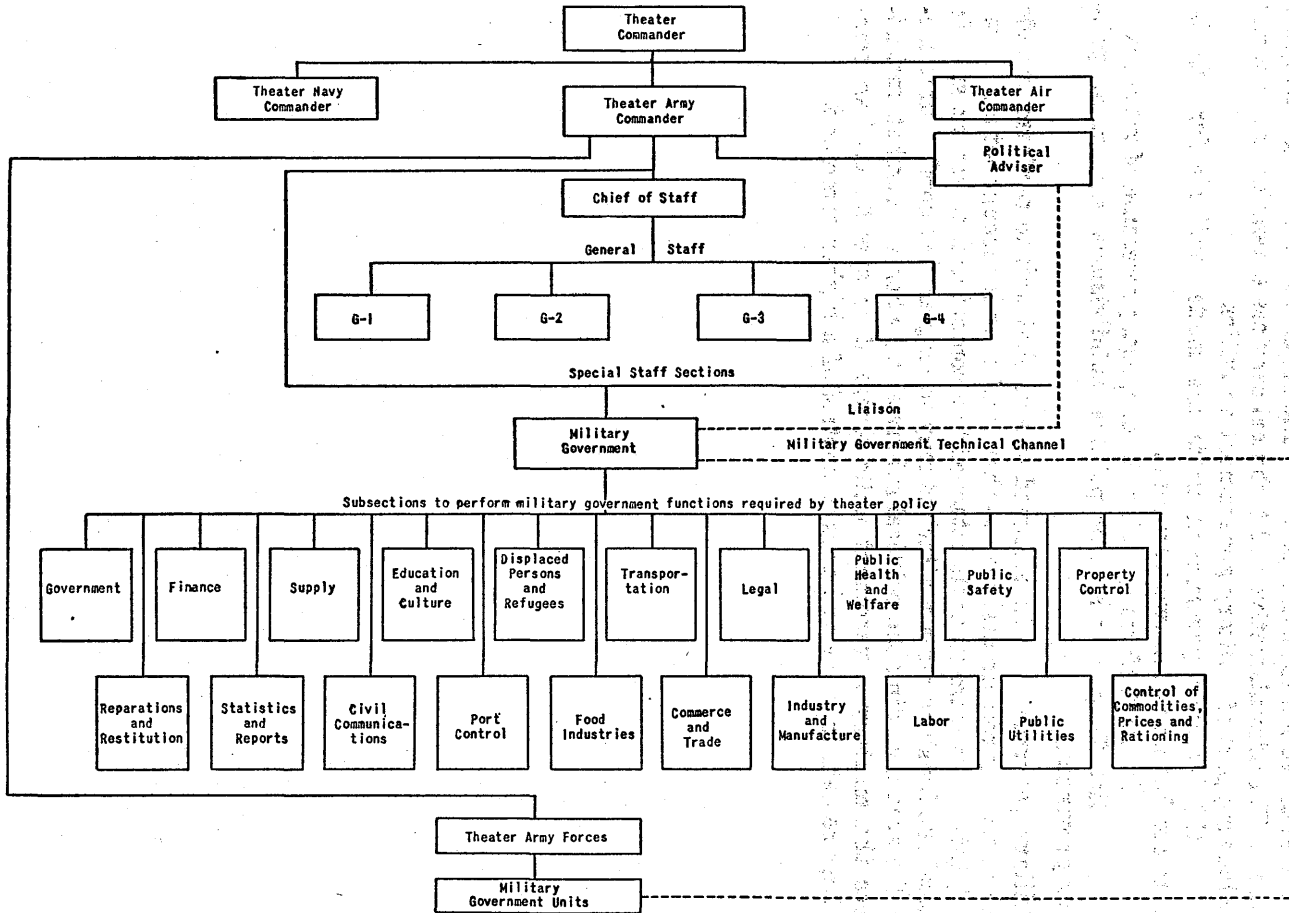 Theater
Commander
Theater Navy
Commander
Theater Army
Commander
Theater Air
Commander
Political
Adviser
Chief of Staff
General Staff
G-1
G-2
G-3
G-4
Special Staff Sections
Liaison
Military
Government
Military Government Technical Channel
Subsections to perform military government functions required by theater policy
Government
Finance
Supply
Education
and
Culture
Displaced
Persons
and
Refugees
Transpor-
tation
Legal
Public
Health
and
Welfare
Public
Safety
Property
Control
Reparations
and
Restitution
Statistics
and
Reports
Civil
Communica-
tions
Port
Control
Food
Industries
Commerce
and
Trade
Industry
and
Manufacture
Labor
Public
Utilities
Control of
Commodities,
Prices and
Rationing
Theater Army Forces
Military
Government Units